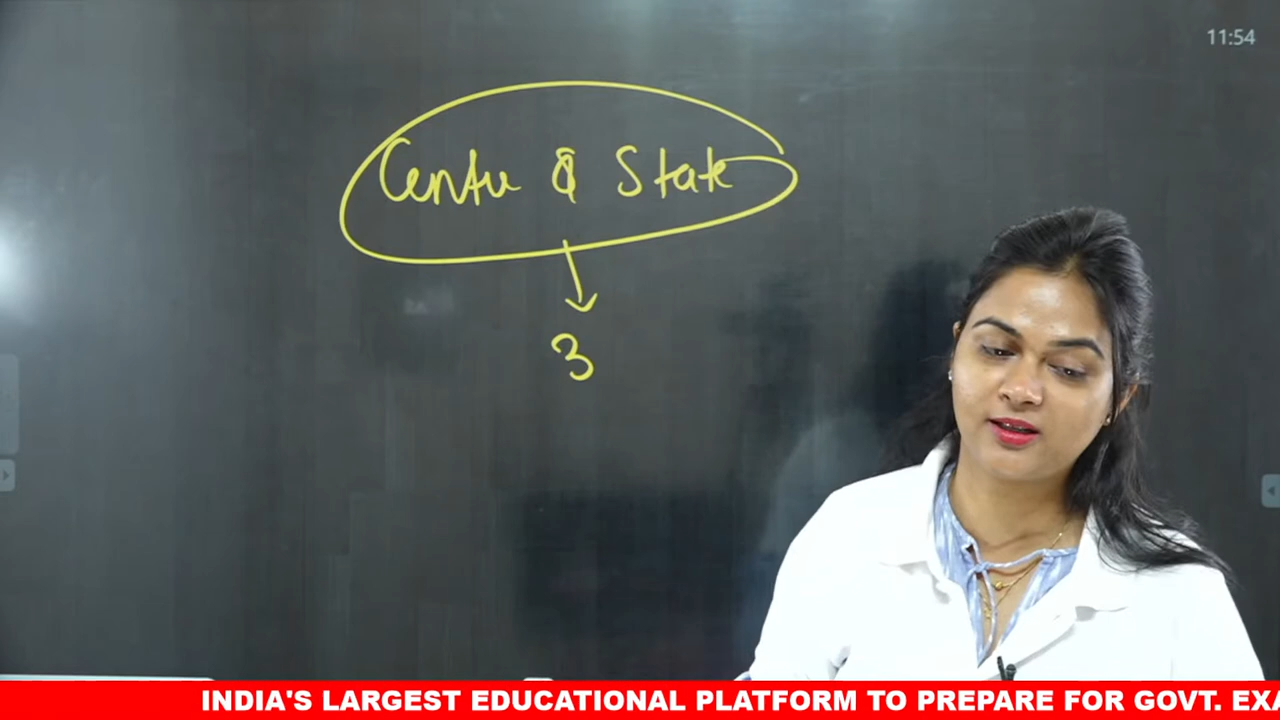 11:54
Centre & State
3
INDIA'S LARGEST EDUCATIONAL PLATFORM TO PREPARE FOR GOVT. EXA